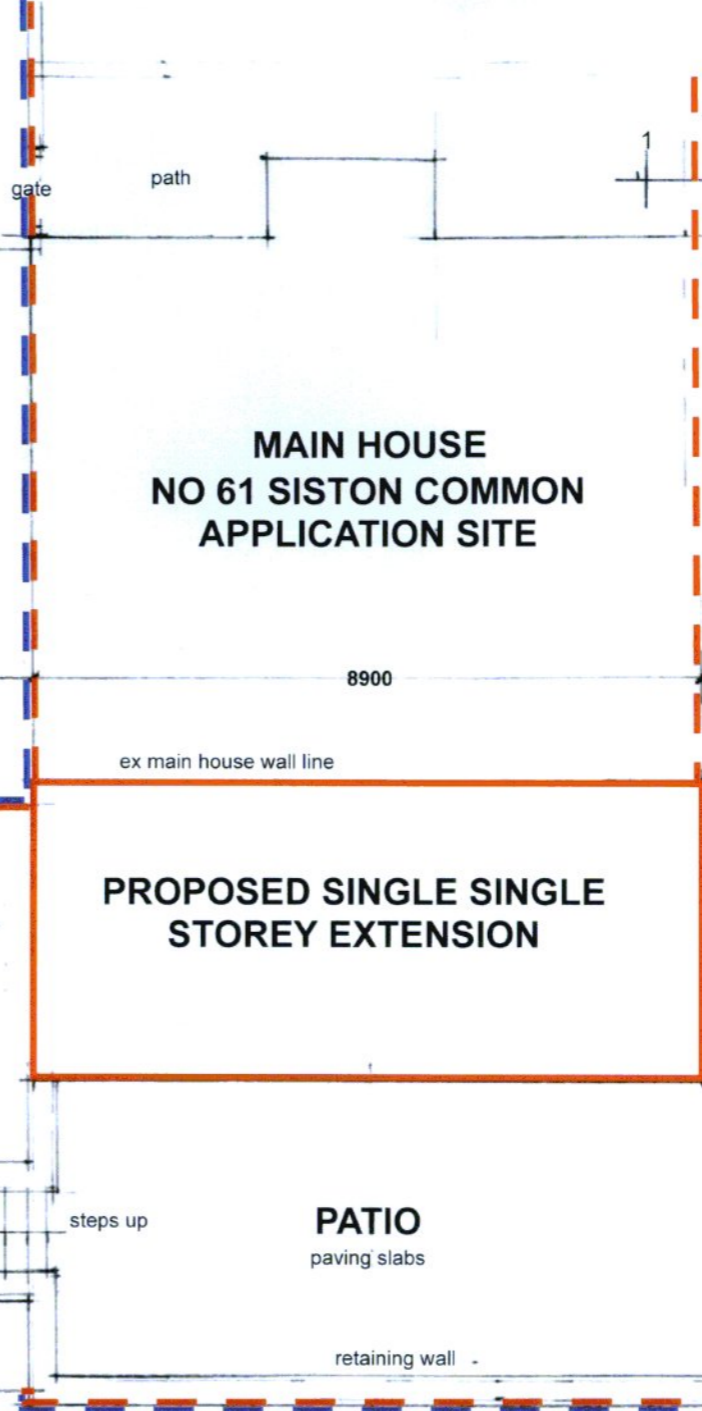 1
path
gate
MAIN HOUSE
NO 61 SISTON COMMON
APPLICATION SITE
8900
ex main house wall line
PROPOSED SINGLE SINGLE
STOREY EXTENSION
steps up
PATIO
paving slabs
retaining wall